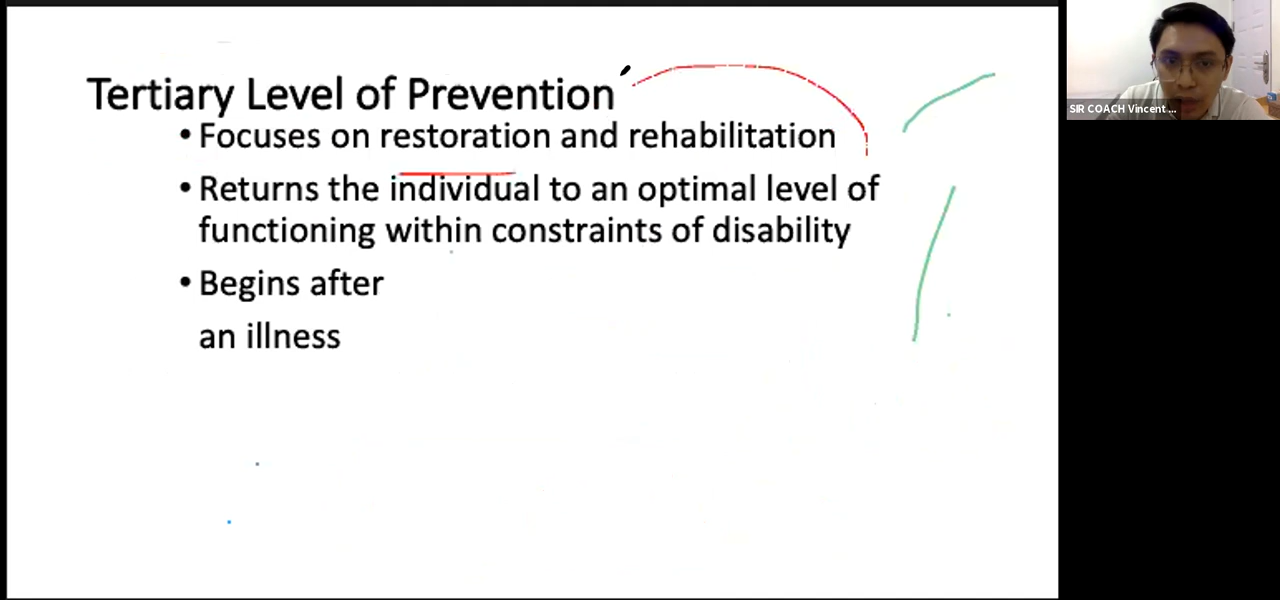 Tertiary Level of Prevention
• Focuses on restoration and rehabilitation
• Returns the individual to an optimal level of
functioning within constraints of disability
• Begins after
an illness
SIR COACH Vincent ...